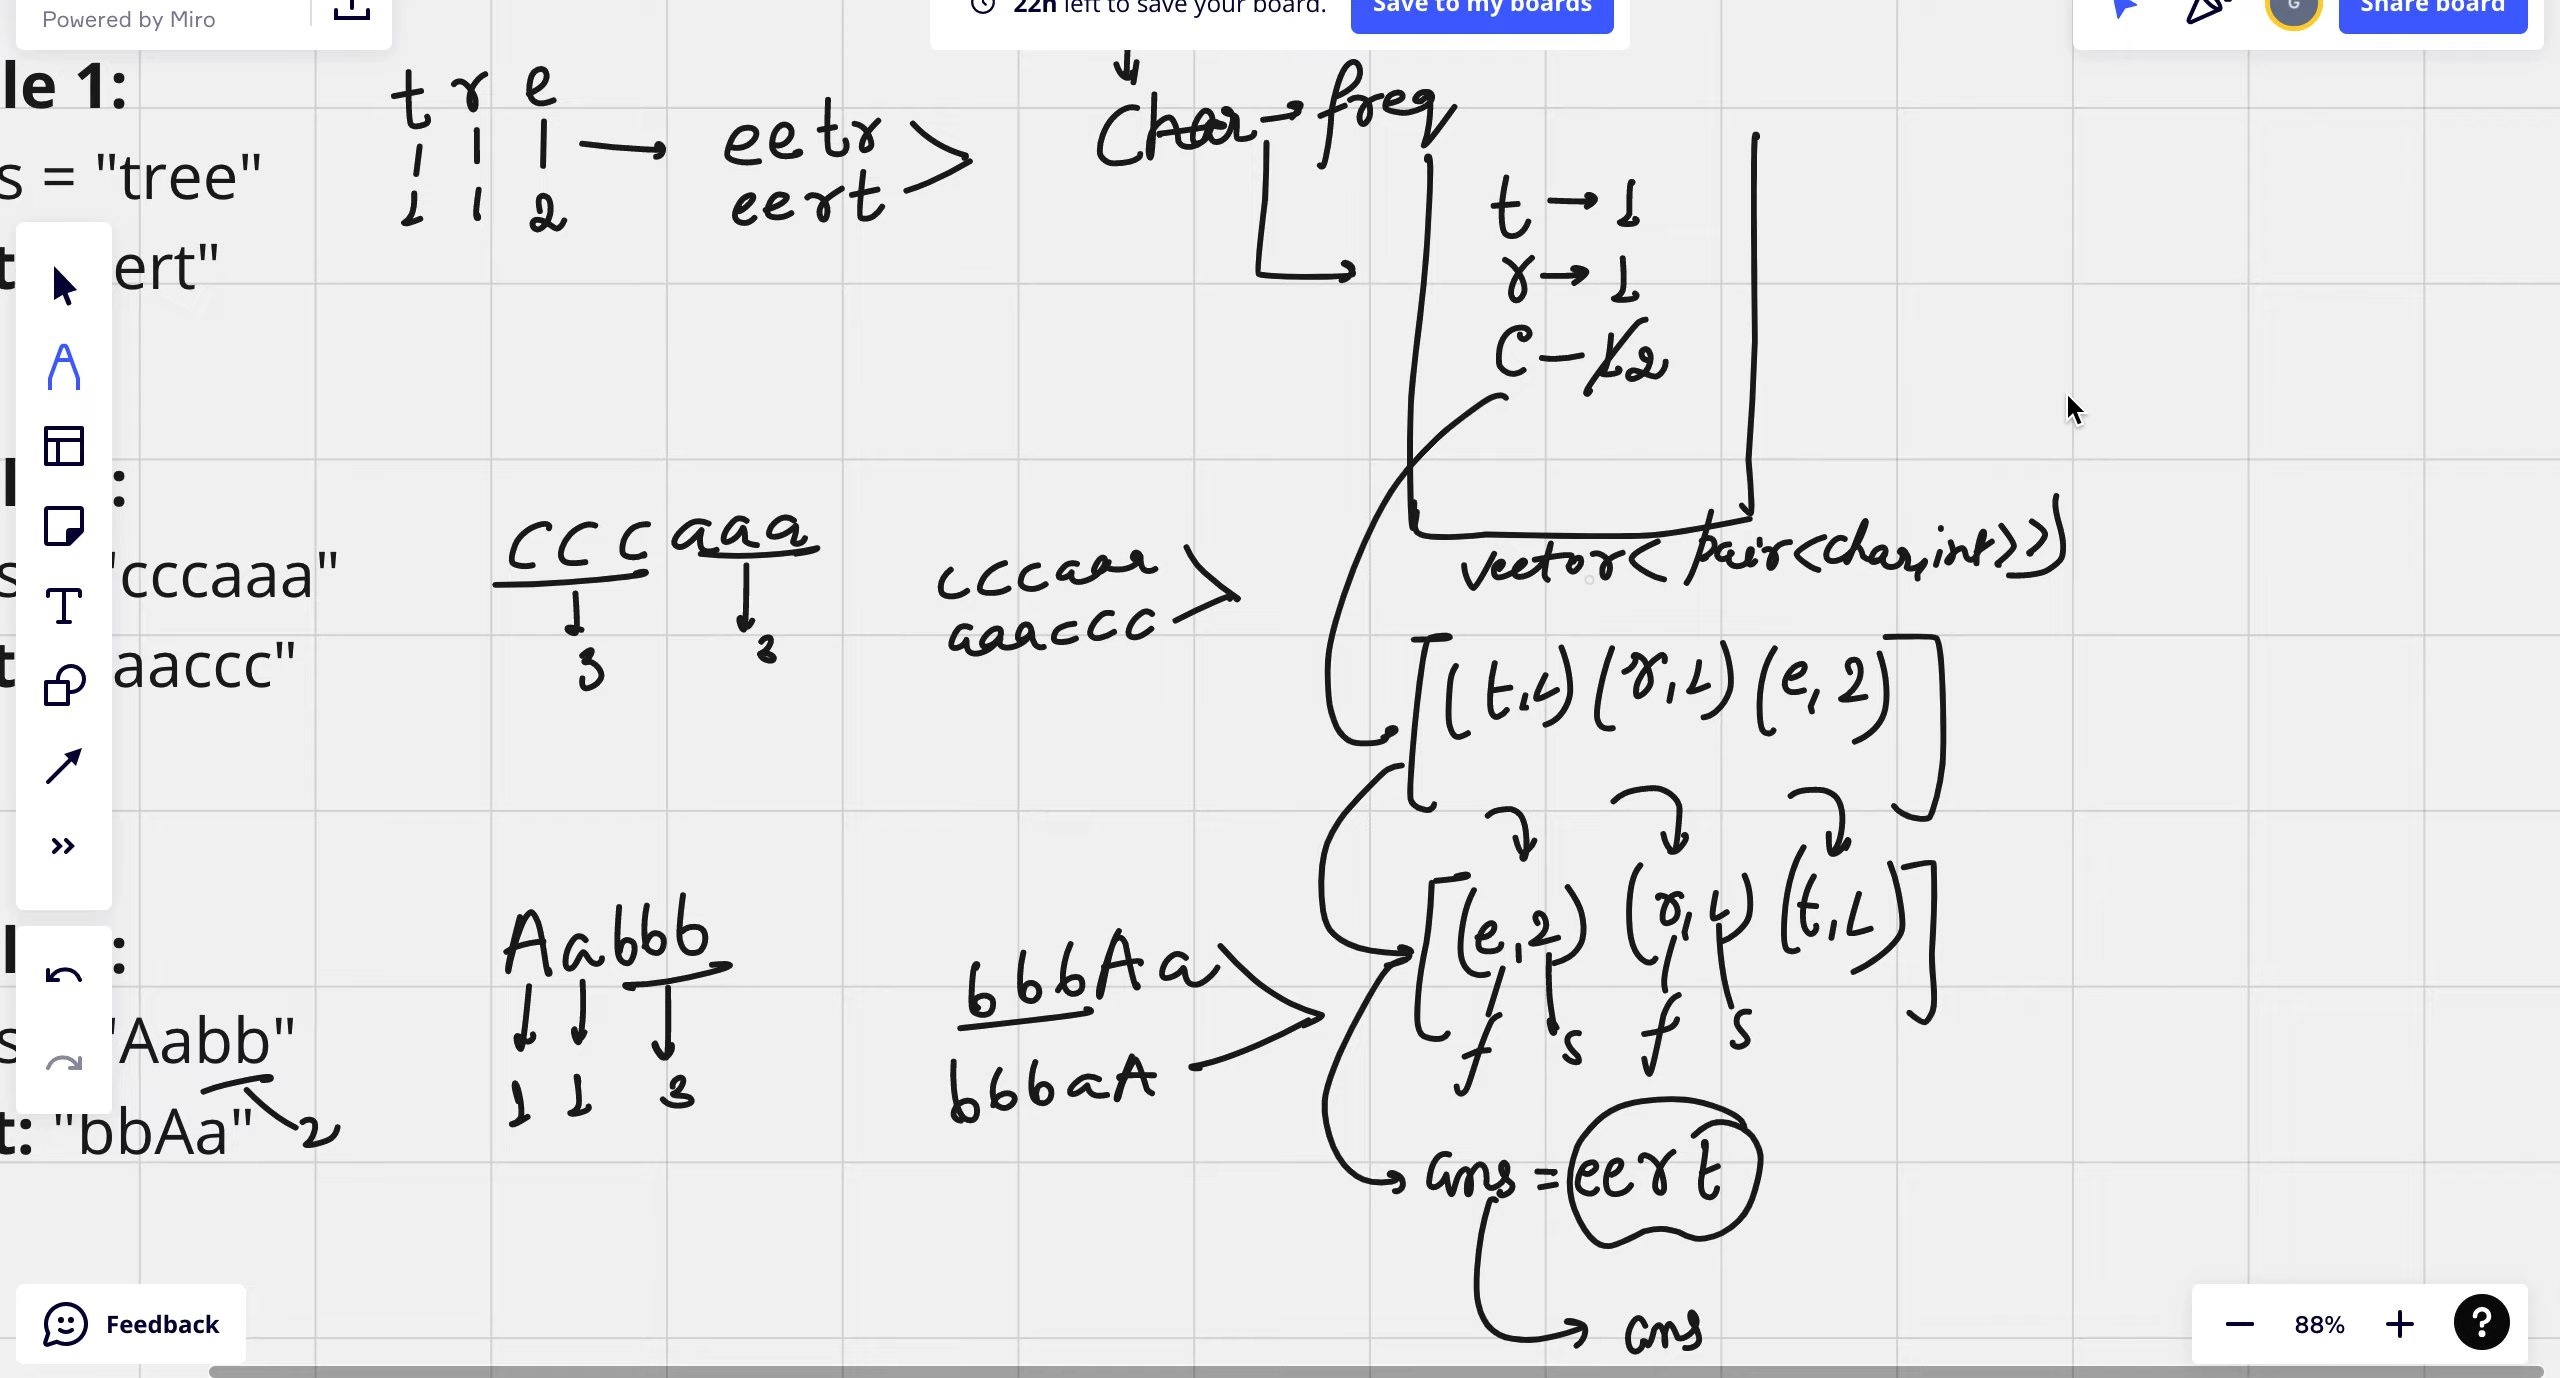 Powered by Miro
22h left to save your board.
Save to my boards
G
Share board
le 1:
s = "tree"
t ert"
t r e
1 1 2
eetr
eert
Char → freq
t → 1
r → 1
e — 1 2
vector<pair<char,int>>
l :
s "cccaaa"
t aaccc"
ccc aaa
3 3
cccaaa
aaaccc
[(t,1) (r,1) (e,2)]
[(e,2) (r,1) (t,1)]
f s f s
l :
s "Aabb"
t: "bbAa"
2
Aabbb
1 1 3
bbbAa
bbbaA
ans = eert
ans
Feedback
88%